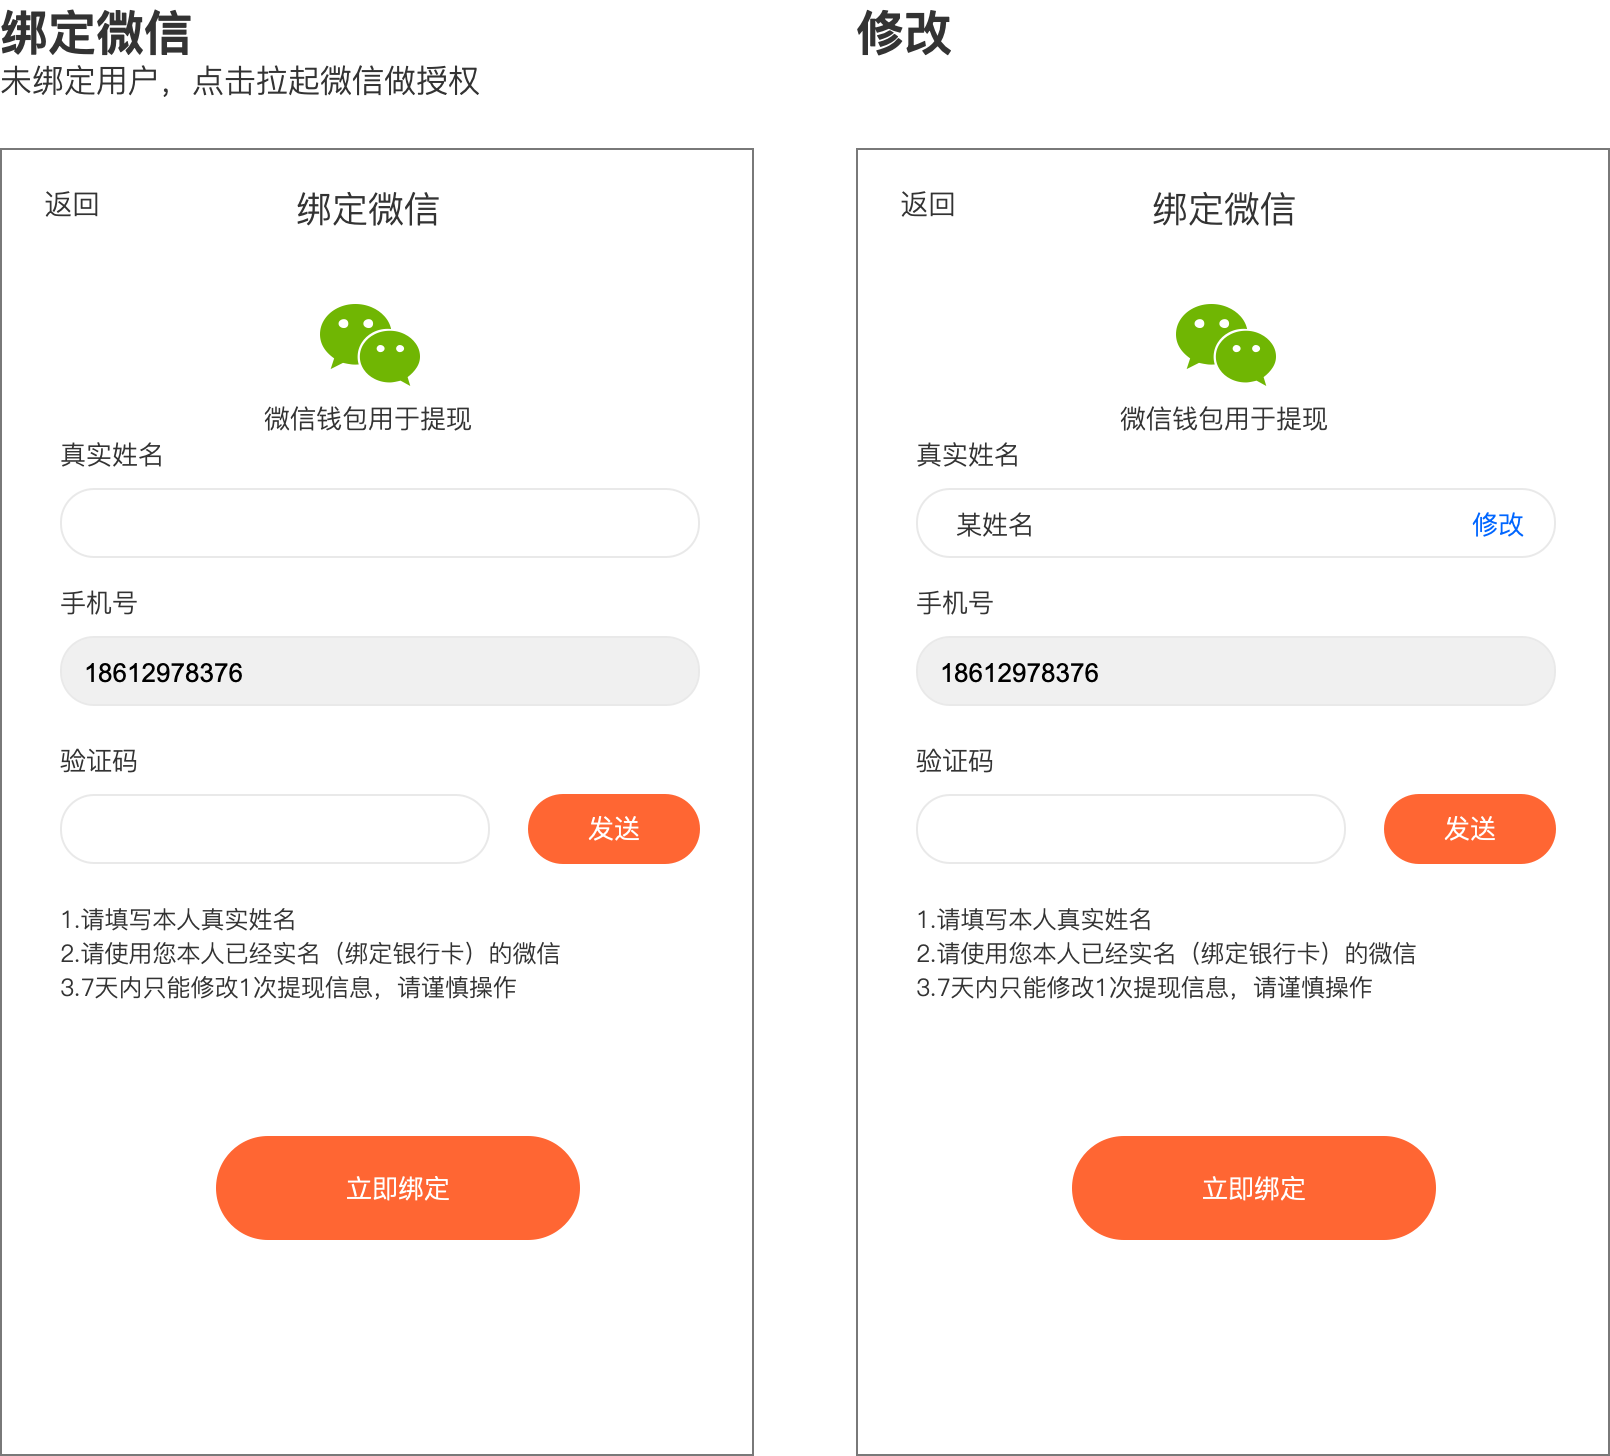 绑定微信
未绑定用户，点击拉起微信做授权
返回
绑定微信
微信钱包用于提现
真实姓名
手机号
18612978376
验证码
发送
1.请填写本人真实姓名
2.请使用您本人已经实名（绑定银行卡）的微信
3.7天内只能修改1次提现信息，请谨慎操作
立即绑定
修改
返回
绑定微信
微信钱包用于提现
真实姓名
某姓名
修改
手机号
18612978376
验证码
发送
1.请填写本人真实姓名
2.请使用您本人已经实名（绑定银行卡）的微信
3.7天内只能修改1次提现信息，请谨慎操作
立即绑定